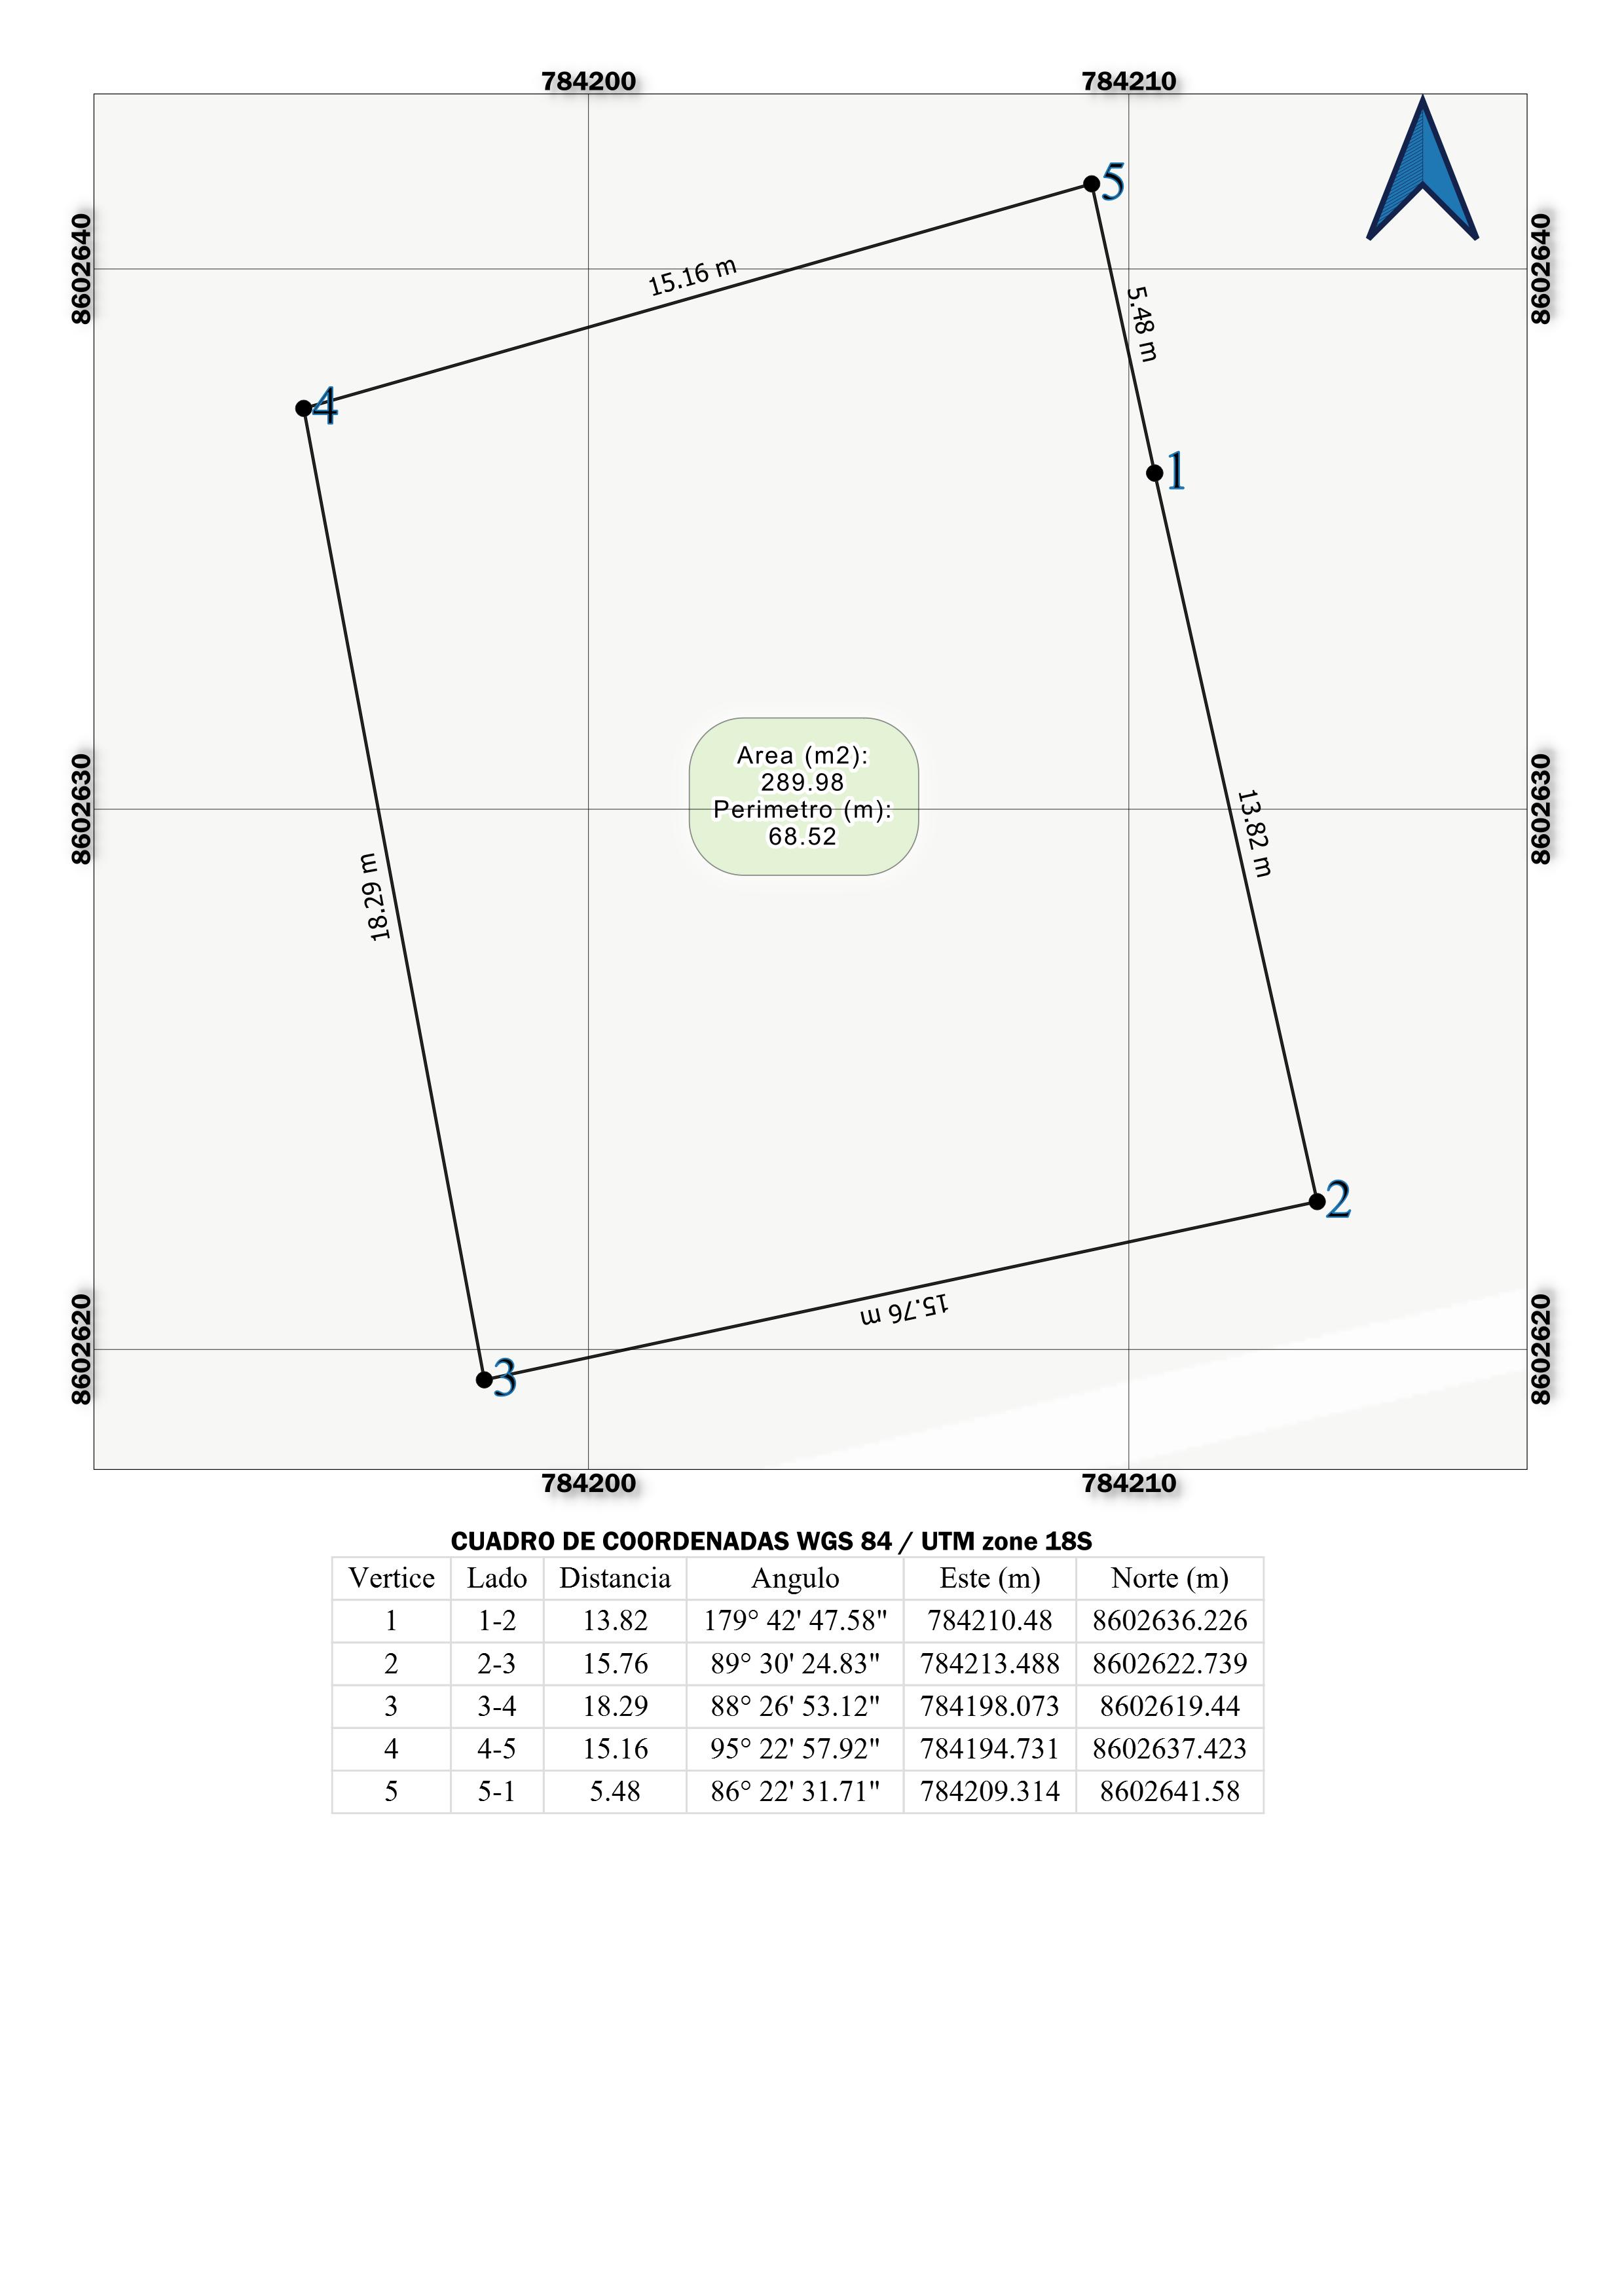 784200 784210
5
8602640 8602640
15.16 m
5.48 m
4
1
Area (m2):
289.98
Perimetro (m):
68.52
8602630 8602630
13.82 m
18.29 m
2
15.76 m
8602620 8602620
3
784200 784210
CUADRO DE COORDENADAS WGS 84 / UTM zone 18S
Vertice Lado Distancia Angulo Este (m) Norte (m)
1 1-2 13.82 179° 42' 47.58" 784210.48 8602636.226
2 2-3 15.76 89° 30' 24.83" 784213.488 8602622.739
3 3-4 18.29 88° 26' 53.12" 784198.073 8602619.44
4 4-5 15.16 95° 22' 57.92" 784194.731 8602637.423
5 5-1 5.48 86° 22' 31.71" 784209.314 8602641.58